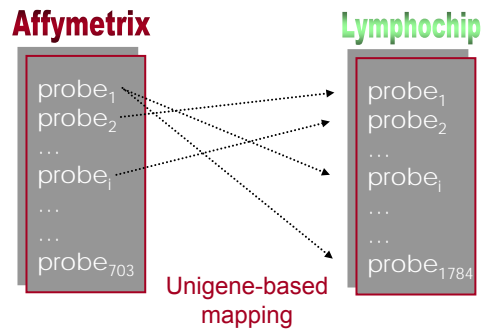 Affymetrix
probe₁
probe₂
...
probeᵢ
...
...
probe₇₀₃
Lymphochip
probe₁
probe₂
...
probeᵢ
...
...
probe₁₇₈₄
Unigene-based
mapping